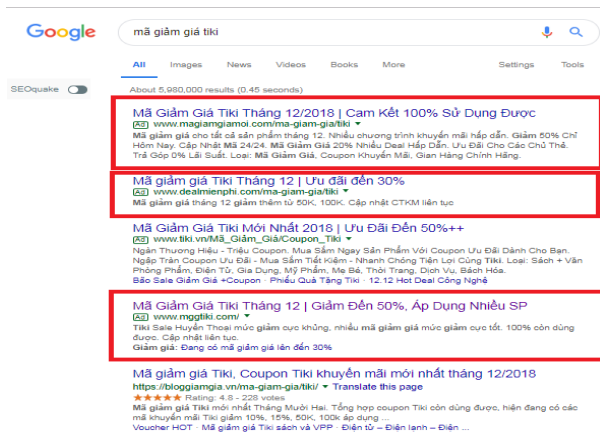 Google
mã giảm giá tiki
All Images News Videos Books More Settings Tools
SEOquake
About 5,980,000 results (0.45 seconds)
Mã Giảm Giá Tiki Tháng 12/2018 | Cam Kết 100% Sử Dụng Được
Ad www.magiamgiamoi.com/ma-giam-gia/tiki
Mã giảm giá cho tất cả sản phẩm tháng 12. Nhiều chương trình khuyến mãi hấp dẫn. Giảm 50% Chỉ
Hôm Nay. Cập Nhật Mã 24/24. Mã Giảm Giá 20% Nhiều Deal Hấp Dẫn. Ưu Đãi Cho Các Chủ Thẻ.
Trả Góp 0% Lãi Suất. Loại: Mã Giảm Giá, Coupon Khuyến Mãi, Gian Hàng Chính Hãng.
Mã giảm giá Tiki Tháng 12 | Ưu đãi đến 30%
Ad www.dealmienphi.com/ma-giam-gia/tiki
Mã giảm giá tháng 12 giảm thêm từ 50K, 100K. Cập nhật CTKM liên tục
Mã Giảm Giá Tiki Mới Nhất 2018 | Ưu Đãi Đến 50%++
Ad www.tiki.vn/Mã_Giảm_Giá/Coupon_Tiki
Ngàn Thương Hiệu - Triệu Coupon. Mua Sắm Ngay Sản Phẩm Với Coupon Ưu Đãi Dành Cho Bạn.
Ngập Tràn Coupon Ưu Đãi - Mua Sắm Tiết Kiệm - Nhanh Chóng Tiện Lợi Cùng Tiki. Loại: Sách + Văn
Phòng Phẩm, Điện Tử, Gia Dụng, Mỹ Phẩm, Mẹ Bé, Thời Trang, Dịch Vụ, Bách Hóa.
Bão Sale Giảm Giá +Coupon · Phiếu Quà Tặng Tiki · 12.12 Hot Deal Công Nghệ
Mã Giảm Giá Tiki Tháng 12 | Giảm Đến 50%, Áp Dụng Nhiều SP
Ad www.mggtiki.com/
Tiki Sale Huyền Thoại mức giảm cực khủng, nhiều mã giảm giá mức giảm cực tốt. 100% còn dùng
được. Cập nhật liên tục.
Giảm giá: Đang có mã giảm giá lên đến 30%
Mã giảm giá Tiki, Coupon Tiki khuyến mãi mới nhất tháng 12/2018
https://bloggiamgia.vn/ma-giam-gia/tiki/ Translate this page
Rating: 4.8 - 228 votes
Mã giảm giá Tiki mới nhất Tháng Mười Hai. Tổng hợp coupon Tiki còn dùng được, hiện đang có các
mã khuyến mãi Tiki giảm 10%, 15%, 50K, 100k áp dụng ...
Voucher HOT · Mã giảm giá Tiki sách và VPP · Điện tử – Điện lạnh – Điện ...